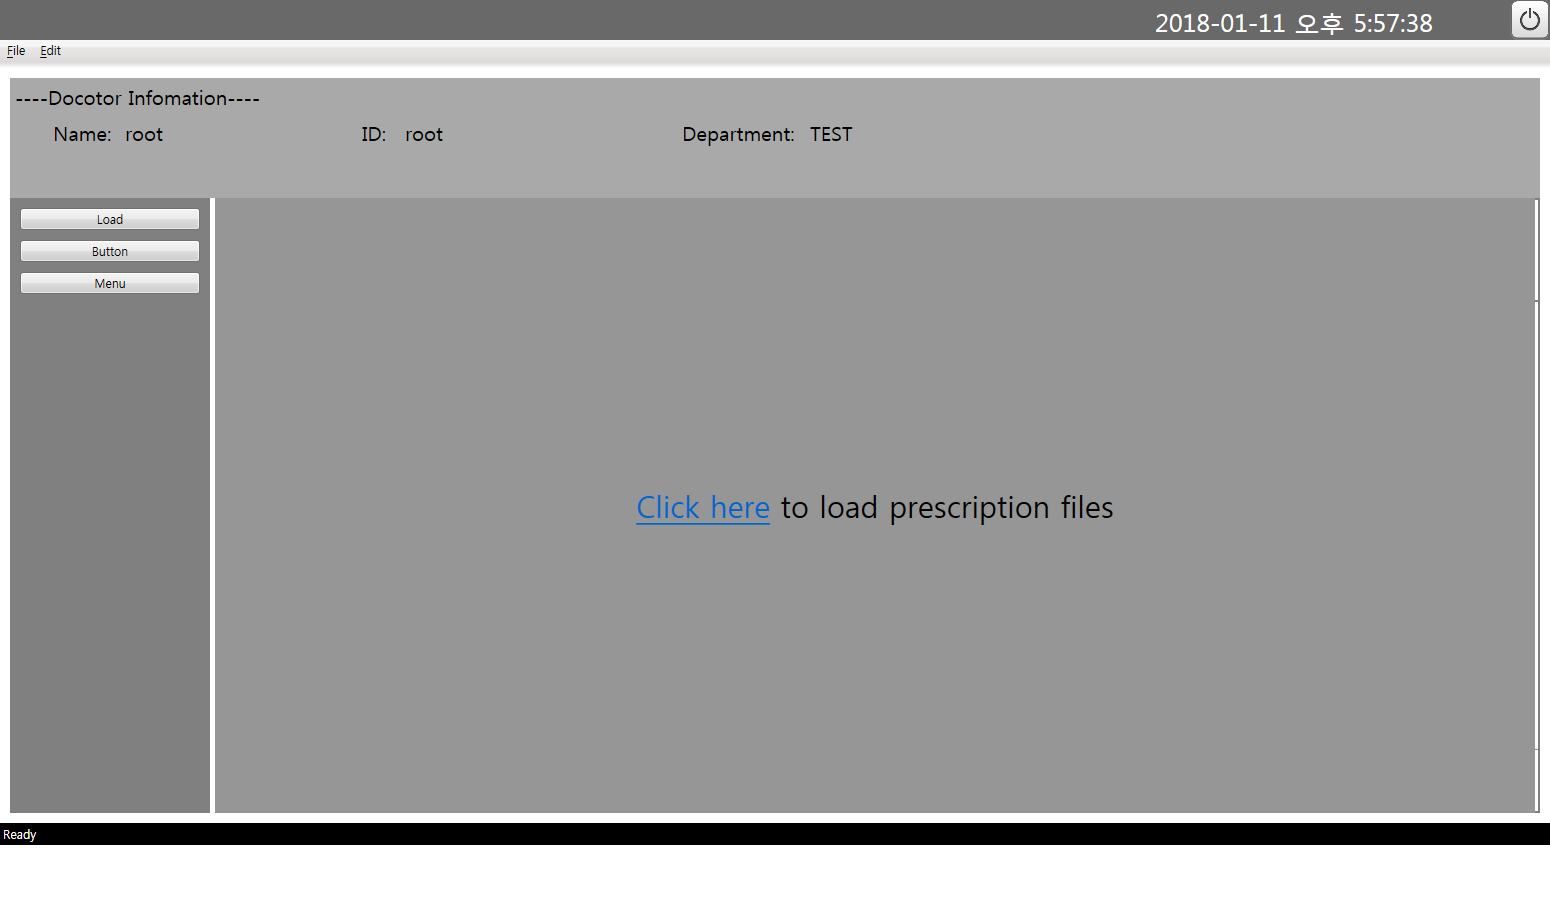 2018-01-11 오후 5:57:38
File Edit
----Docotor Infomation----
Name: root ID: root Department: TEST
Load
Button
Menu
Click here to load prescription files
Ready